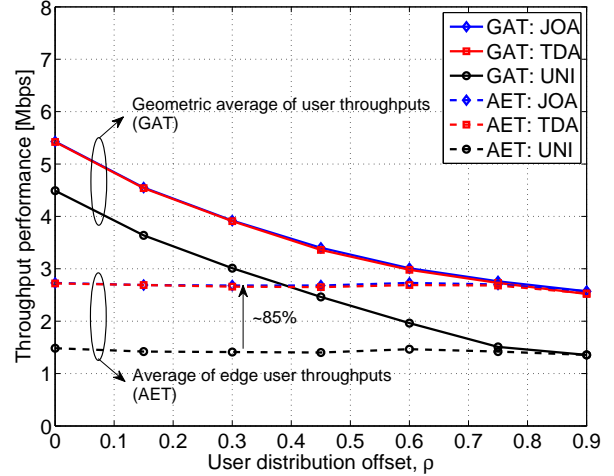 8
7
6
5
4
3
2
1
0
Throughput performance [Mbps]
GAT: JOA
GAT: TDA
GAT: UNI
AET: JOA
AET: TDA
AET: UNI
Geometric average of user throughputs
(GAT)
~85%
Average of edge user throughputs
(AET)
0 0.1 0.2 0.3 0.4 0.5 0.6 0.7 0.8 0.9
User distribution offset, ρ